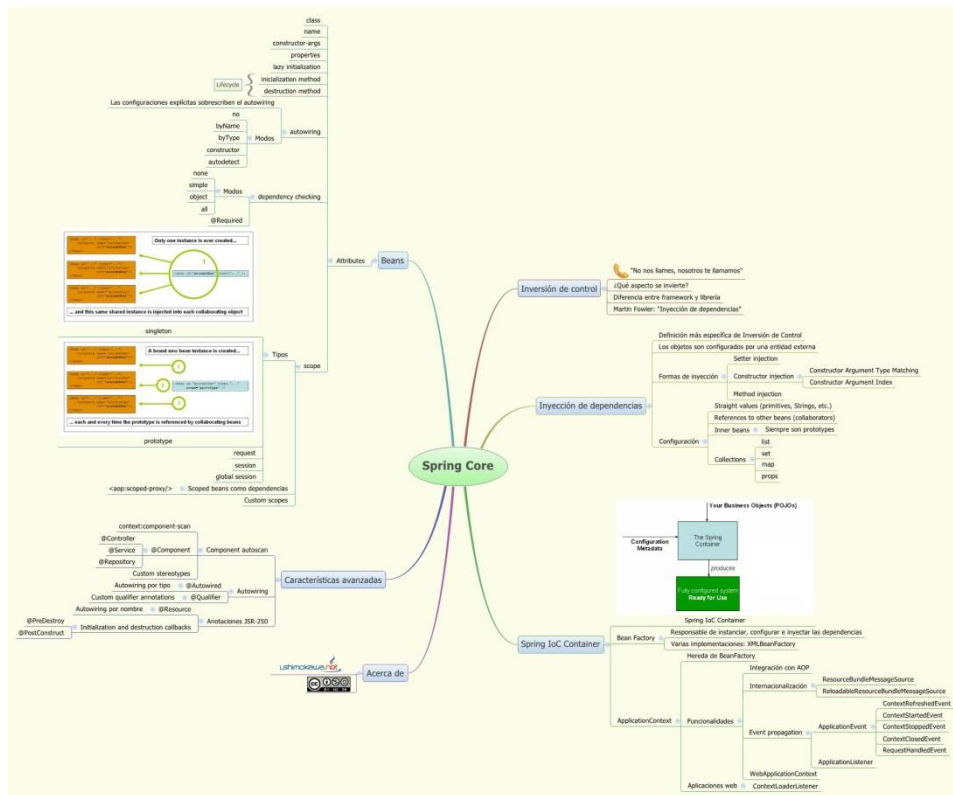 Spring Core
Beans
Attributes
class
name
constructor-args
properties
lazy initialization
inicialization method
destruction method
Lifecycle
autowiring
Las configuraciones explícitas sobrescriben el autowiring
Modos
no
byName
byType
constructor
autodetect
dependency checking
Modos
none
simple
object
all
@Required
scope
Tipos
Only one instance is ever created...
1
... and this same shared instance is injected into each collaborating object
singleton
A brand new bean instance is created...
1
2
3
... each and every time the prototype is referenced by collaborating beans
prototype
request
session
global session
Scoped beans como dependencias
<aop:scoped-proxy/>
Custom scopes
Características avanzadas
Component autoscan
context:component-scan
@Component
@Controller
@Service
@Repository
Custom stereotypes
Autowiring
@Autowired
Autowiring por tipo
@Qualifier
Custom qualifier annotations
Anotaciones JSR-250
@Resource
Autowiring por nombre
Initialization and destruction callbacks
@PreDestroy
@PostConstruct
Acerca de
ushimokawa.net
Inversión de control
"No nos llames, nosotros te llamamos"
¿Qué aspecto se invierte?
Diferencia entre framework y librería
Martin Fowler: "Inyección de dependencias"
Inyección de dependencias
Definición más específica de Inversión de Control
Los objetos son configurados por una entidad externa
Formas de inyección
Setter injection
Constructor injection
Constructor Argument Type Matching
Constructor Argument Index
Method injection
Configuración
Straight values (primitives, Strings, etc.)
References to other beans (collaborators)
Inner beans
Siempre son prototypes
Collections
list
set
map
props
Spring IoC Container
Your Business Objects (POJOs)
Configuration
Metadata
The Spring
Container
produces
Fully configured system
Ready for Use
Spring IoC Container
Bean Factory
Responsable de instanciar, configurar e inyectar las dependencias
Varias implementaciones: XMLBeanFactory
ApplicationContext
Hereda de BeanFactory
Funcionalidades
Integración con AOP
Internacionalización
ResourceBundleMessageSource
ReloadableResourceBundleMessageSource
Event propagation
ApplicationEvent
ContextRefreshedEvent
ContextStartedEvent
ContextStoppedEvent
ContextClosedEvent
RequestHandledEvent
ApplicationListener
WebApplicationContext
Aplicaciones web
ContextLoaderListener